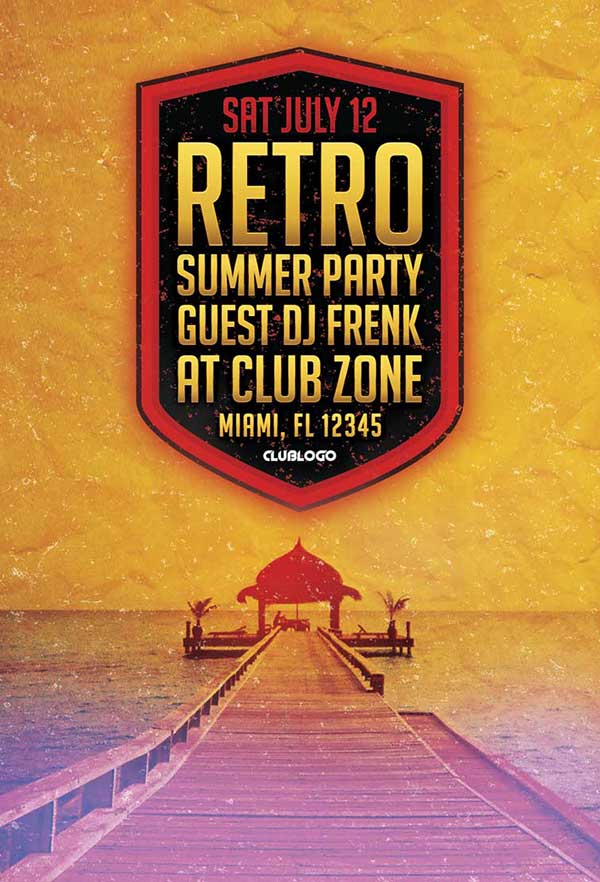 SAT JULY 12
RETRO
SUMMER PARTY
GUEST DJ FRENK
AT CLUB ZONE
MIAMI, FL 12345
CLUBLOGO